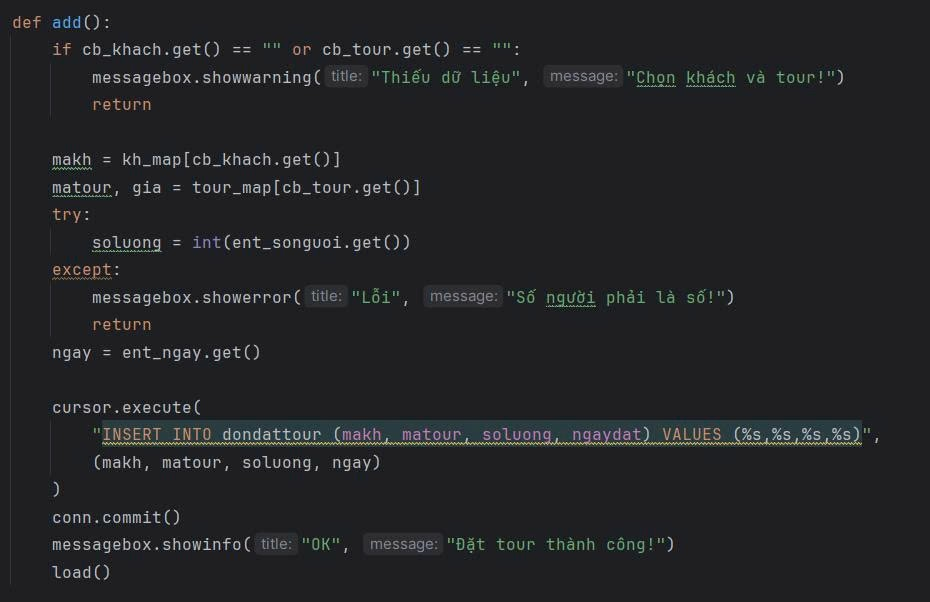 def add():
    if cb_khach.get() == "" or cb_tour.get() == "":
        messagebox.showwarning( title: "Thiếu dữ liệu", message: "Chọn khách và tour!")
        return

    makh = kh_map[cb_khach.get()]
    matour, gia = tour_map[cb_tour.get()]
    try:
        soluong = int(ent_songuoi.get())
    except:
        messagebox.showerror( title: "Lỗi", message: "Số người phải là số!")
        return
    ngay = ent_ngay.get()

    cursor.execute(
        "INSERT INTO dondattour (makh, matour, soluong, ngaydat) VALUES (%s,%s,%s,%s)",
        (makh, matour, soluong, ngay)
    )
    conn.commit()
    messagebox.showinfo( title: "OK", message: "Đặt tour thành công!")
    load()